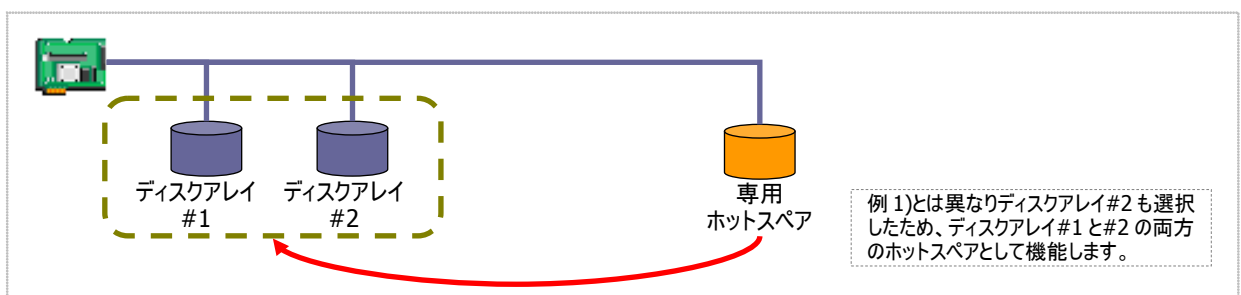 ディスクアレイ
#1
ディスクアレイ
#2
専用
ホットスペア
例 1)とは異なりディスクアレイ#2 も選択
したため、ディスクアレイ#1 と#2 の両方
のホットスペアとして機能します。